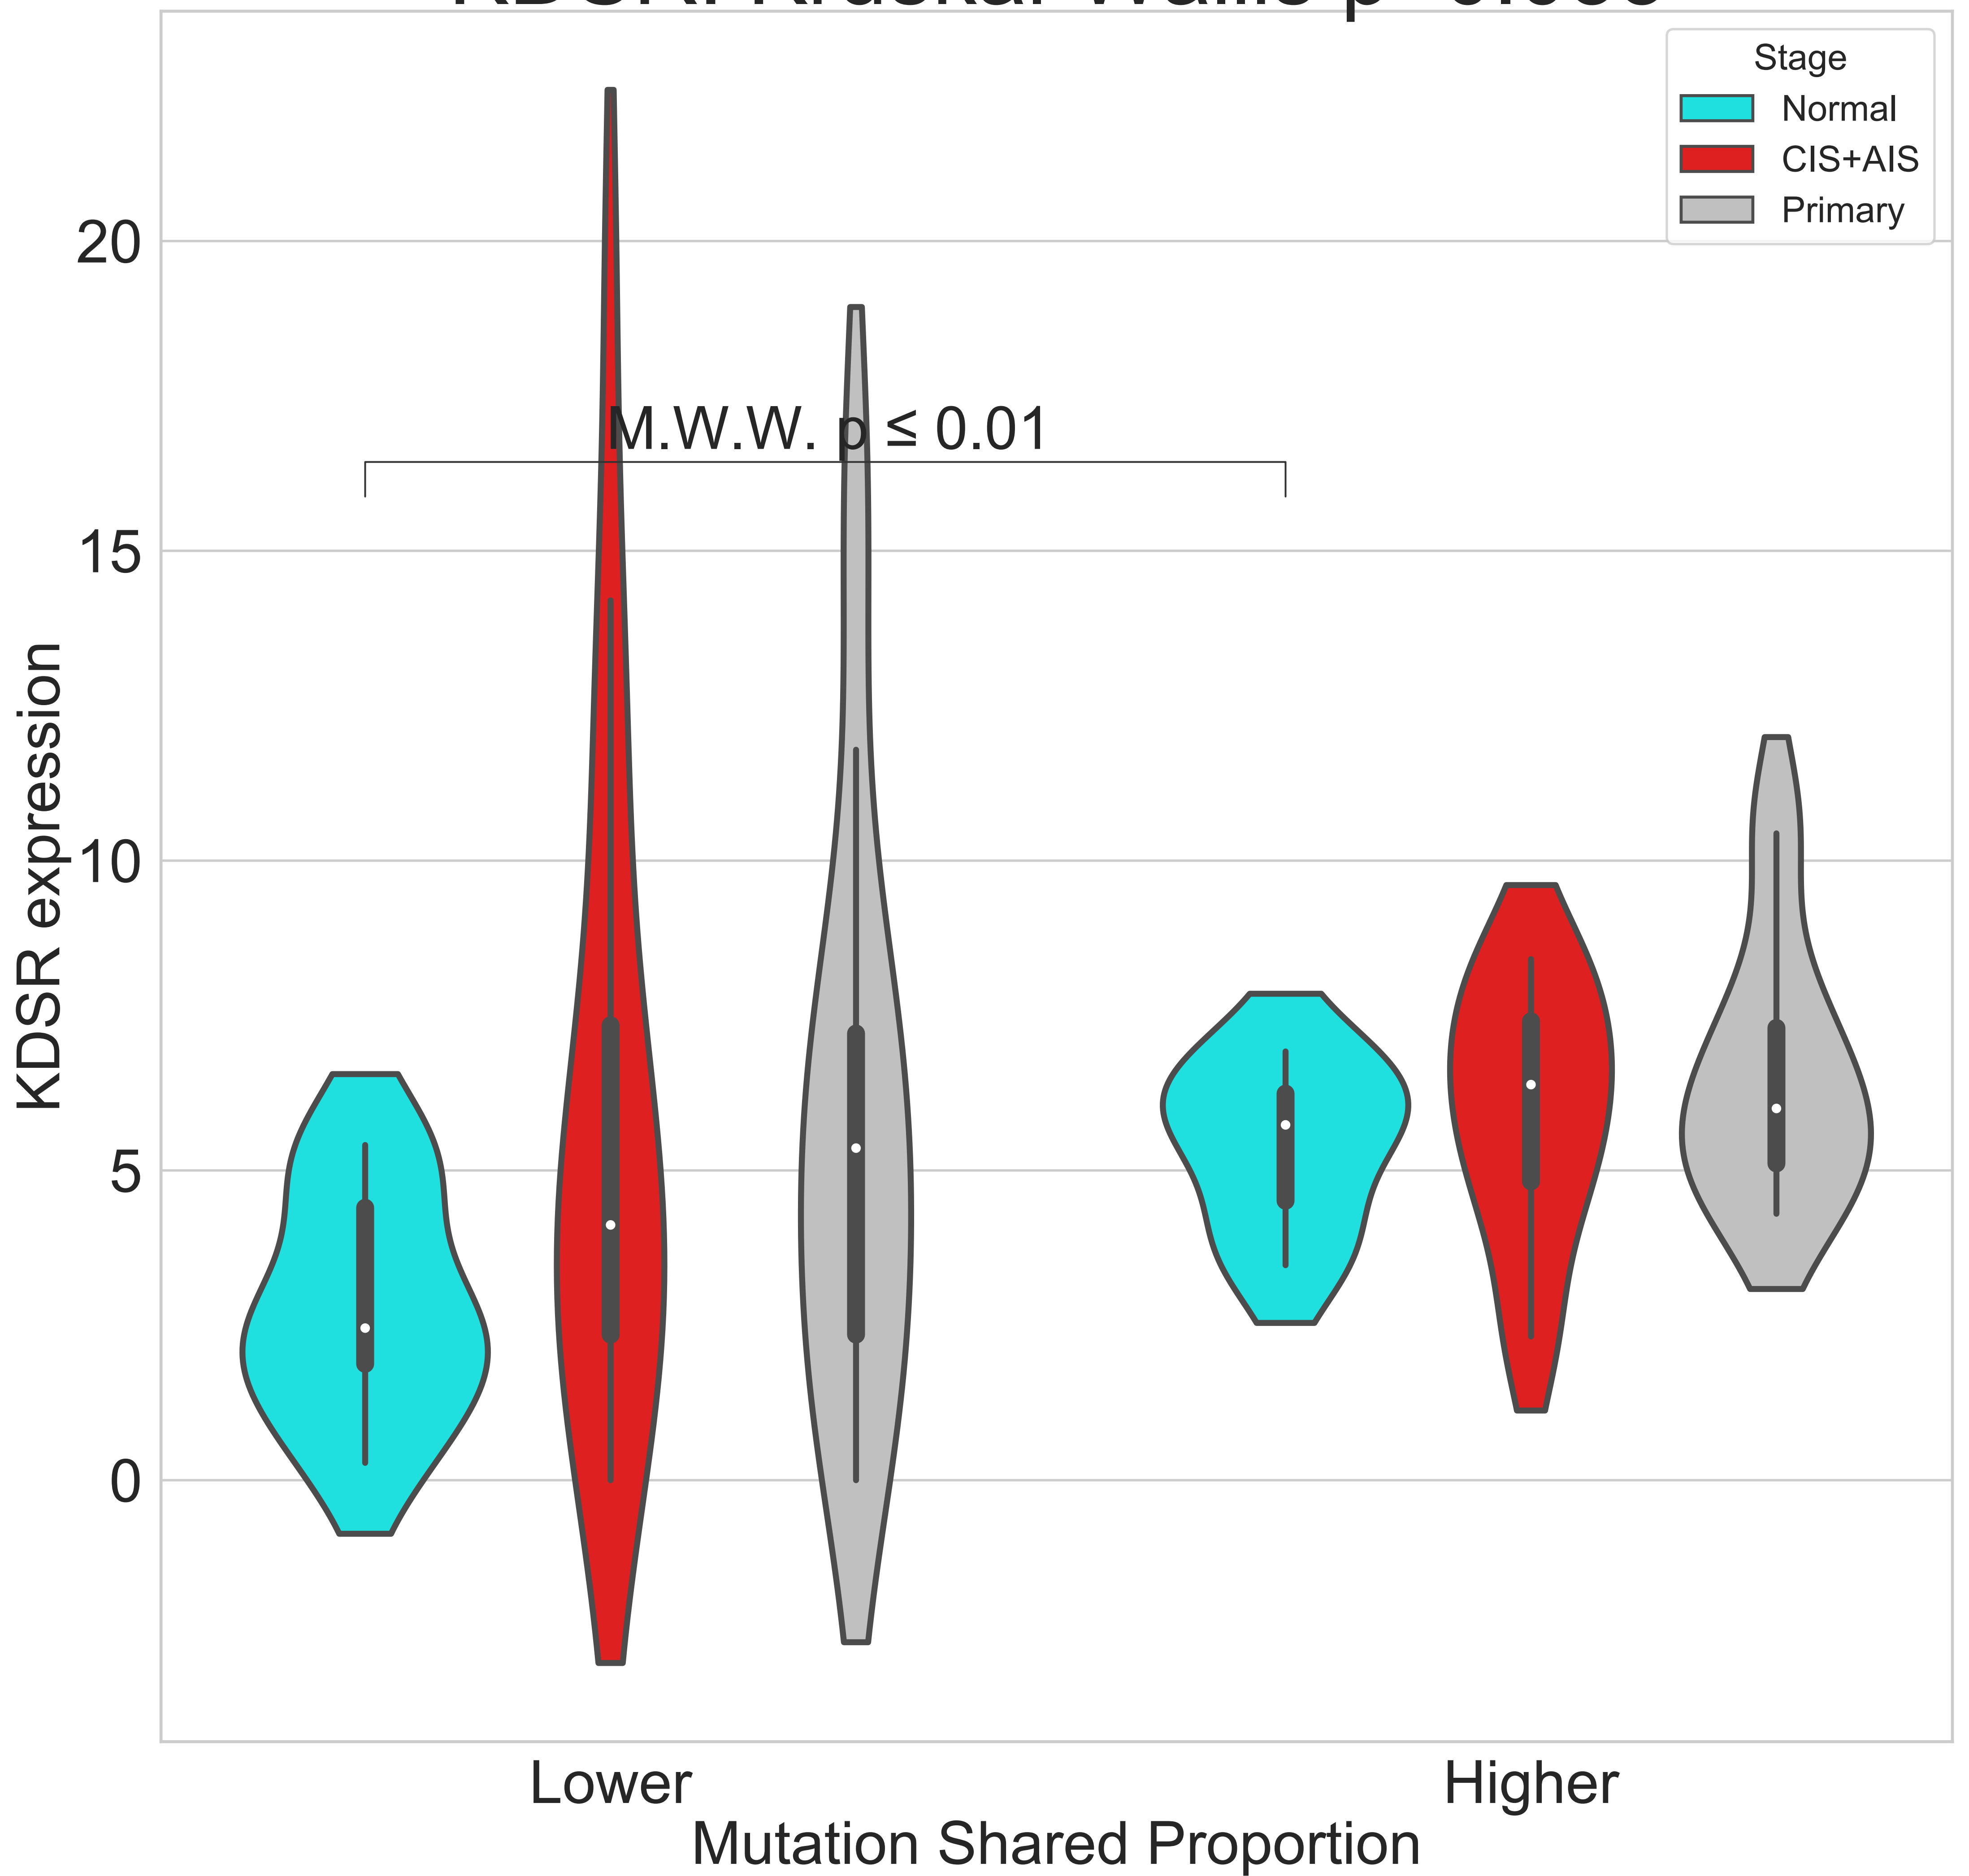 Stage
Normal
CIS+AIS
Primary
M.W.W. p ≤ 0.01
20
15
10
5
0
KDSR expression
Lower
Higher
Mutation Shared Proportion